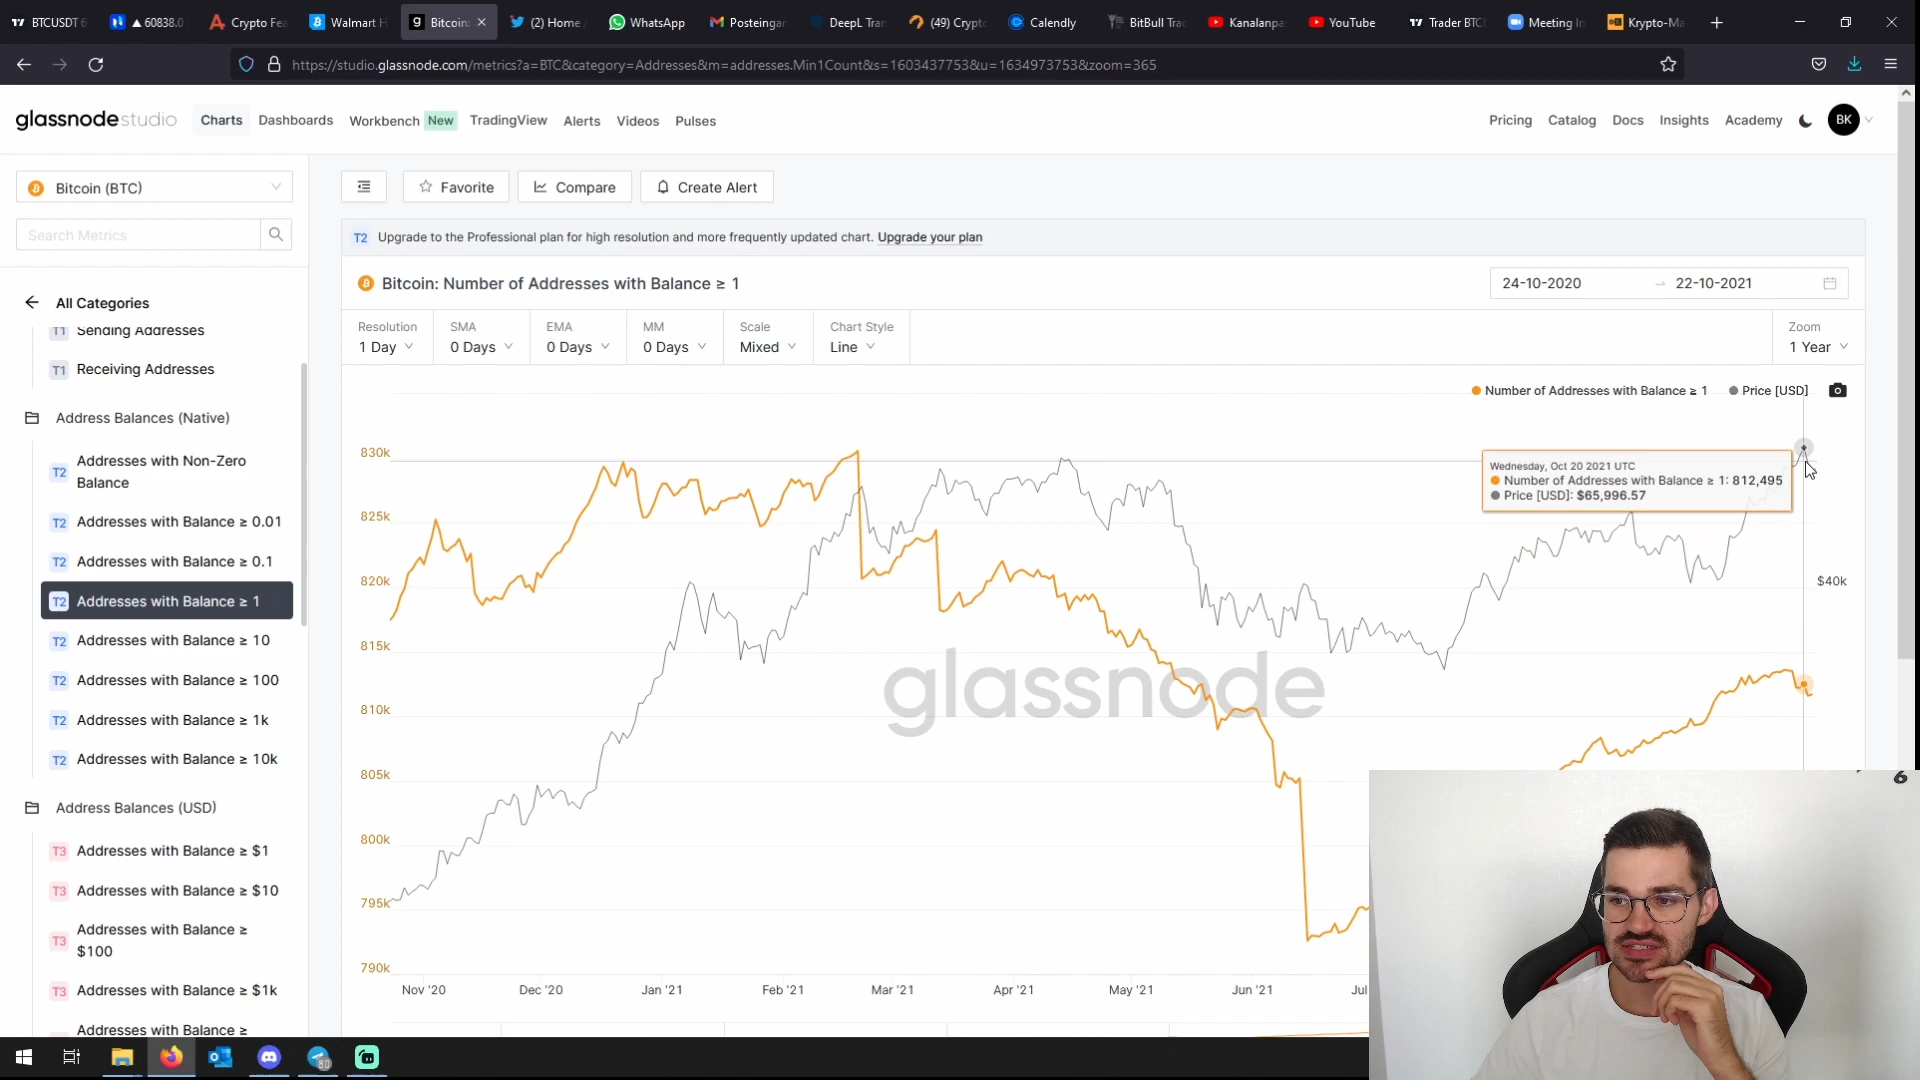 BTCUSDT 6
▲ 60838.0
Crypto Fea
Walmart H
Bitcoin:
(2) Home
WhatsApp
Posteingan
DeepL Tran
(49) Crypto
Calendly
BitBull Tra
Kanalanpa
YouTube
Trader BTC
Meeting In
Krypto-Ma
https://studio.glassnode.com/metrics?a=BTC&category=Addresses&m=addresses.Min1Count&s=1603437753&u=1634973753&zoom=365
glassnodestudio
Charts
Dashboards
Workbench New
TradingView
Alerts
Videos
Pulses
Pricing
Catalog
Docs
Insights
Academy
BK
Bitcoin (BTC)
Favorite
Compare
Create Alert
Search Metrics
T2 Upgrade to the Professional plan for high resolution and more frequently updated chart. Upgrade your plan
Bitcoin: Number of Addresses with Balance ≥ 1
24-10-2020 → 22-10-2021
All Categories
T1 Sending Addresses
T1 Receiving Addresses
Address Balances (Native)
T2 Addresses with Non-Zero
Balance
T2 Addresses with Balance ≥ 0.01
T2 Addresses with Balance ≥ 0.1
T2 Addresses with Balance ≥ 1
T2 Addresses with Balance ≥ 10
T2 Addresses with Balance ≥ 100
T2 Addresses with Balance ≥ 1k
T2 Addresses with Balance ≥ 10k
Address Balances (USD)
T3 Addresses with Balance ≥ $1
T3 Addresses with Balance ≥ $10
T3 Addresses with Balance ≥
$100
T3 Addresses with Balance ≥ $1k
Addresses with Balance ≥
Resolution
1 Day
SMA
0 Days
EMA
0 Days
MM
0 Days
Scale
Mixed
Chart Style
Line
Zoom
1 Year
Number of Addresses with Balance ≥ 1
Price [USD]
830k
825k
820k
815k
810k
805k
800k
795k
790k
$40k
Wednesday, Oct 20 2021 UTC
Number of Addresses with Balance ≥ 1: 812,495
Price [USD]: $65,996.57
glassnode
Nov '20
Dec '20
Jan '21
Feb '21
Mar '21
Apr '21
May '21
Jun '21
Jul
6
80